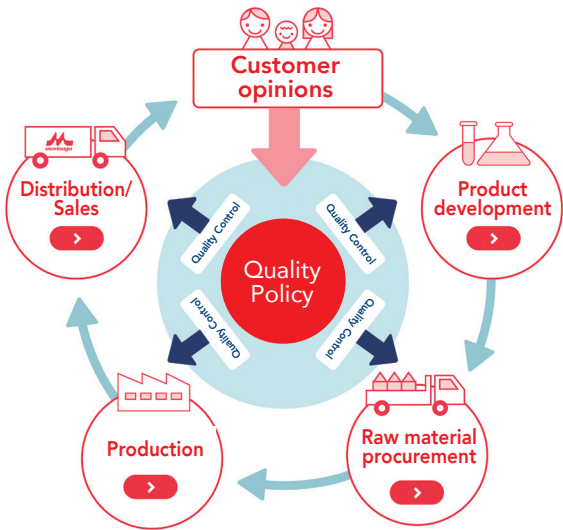 Customer
opinions
morinaga
Distribution/
Sales
Product
development
Quality Control
Quality Control
Quality
Policy
Quality Control
Quality Control
Production
Raw material
procurement